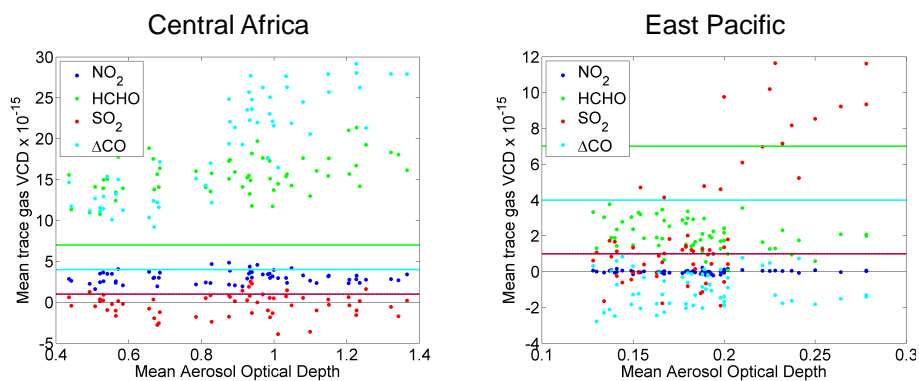 Central Africa
30
25
20
15
10
5
0
-5
0.4
0.6
0.8
1
1.2
1.4
Mean trace gas VCD x 10⁻¹⁵
Mean Aerosol Optical Depth
NO₂
HCHO
SO₂
ΔCO
East Pacific
12
10
8
6
4
2
0
-2
-4
0.1
0.15
0.2
0.25
0.3
Mean trace gas VCD x 10⁻¹⁵
Mean Aerosol Optical Depth
NO₂
HCHO
SO₂
ΔCO